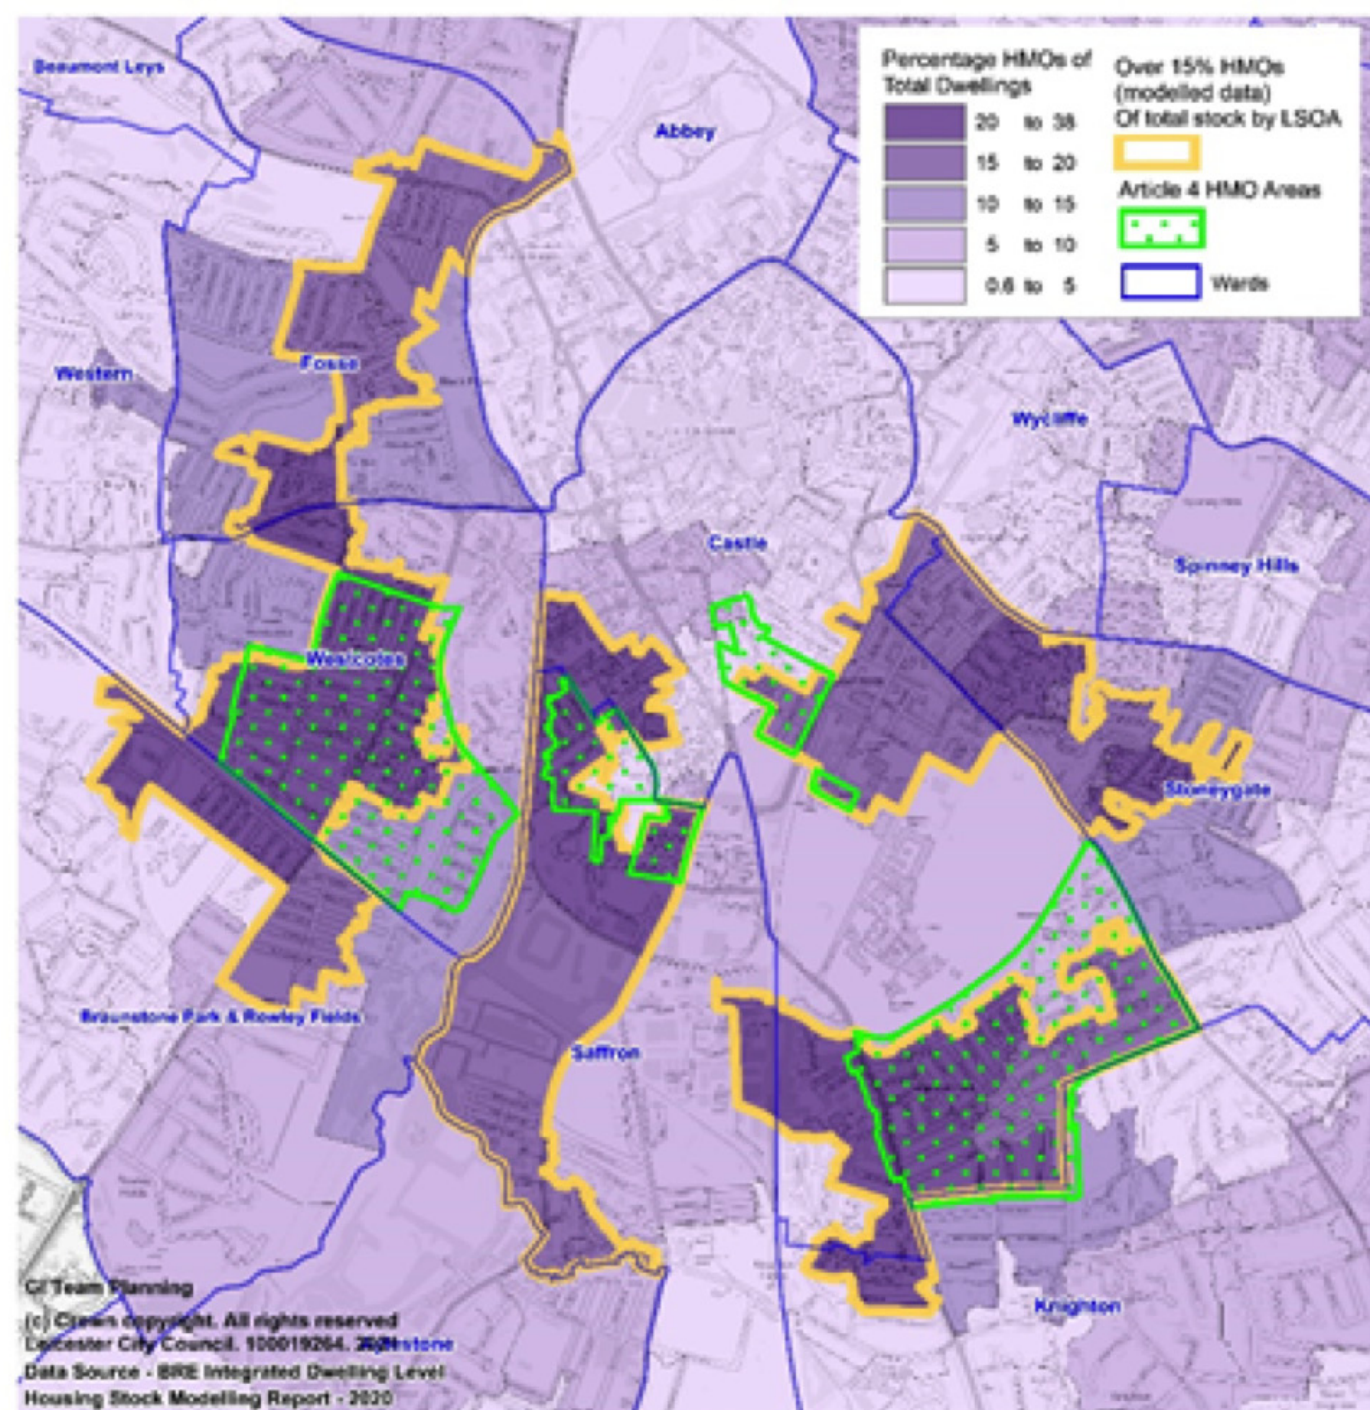 Beaumont Leys
Abbey
Percentage HMOs of
Total Dwellings
20 to 38
15 to 20
10 to 15
5 to 10
0.6 to 5
Over 15% HMOs
(modelled data)
Of total stock by LSOA
Article 4 HMO Areas
Wards
Western
Fosse
Wycliffe
Castle
Spinney Hills
Westcotes
Stoneygate
Braunstone Park & Rowley Fields
Saffron
Knighton
GI Team Planning
(c) Crown copyright. All rights reserved
Leicester City Council. 100019264.
Data Source - BRE Integrated Dwelling Level
Housing Stock Modelling Report - 2020